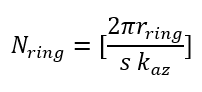 N_ring = [2πr_ring / s k_az]